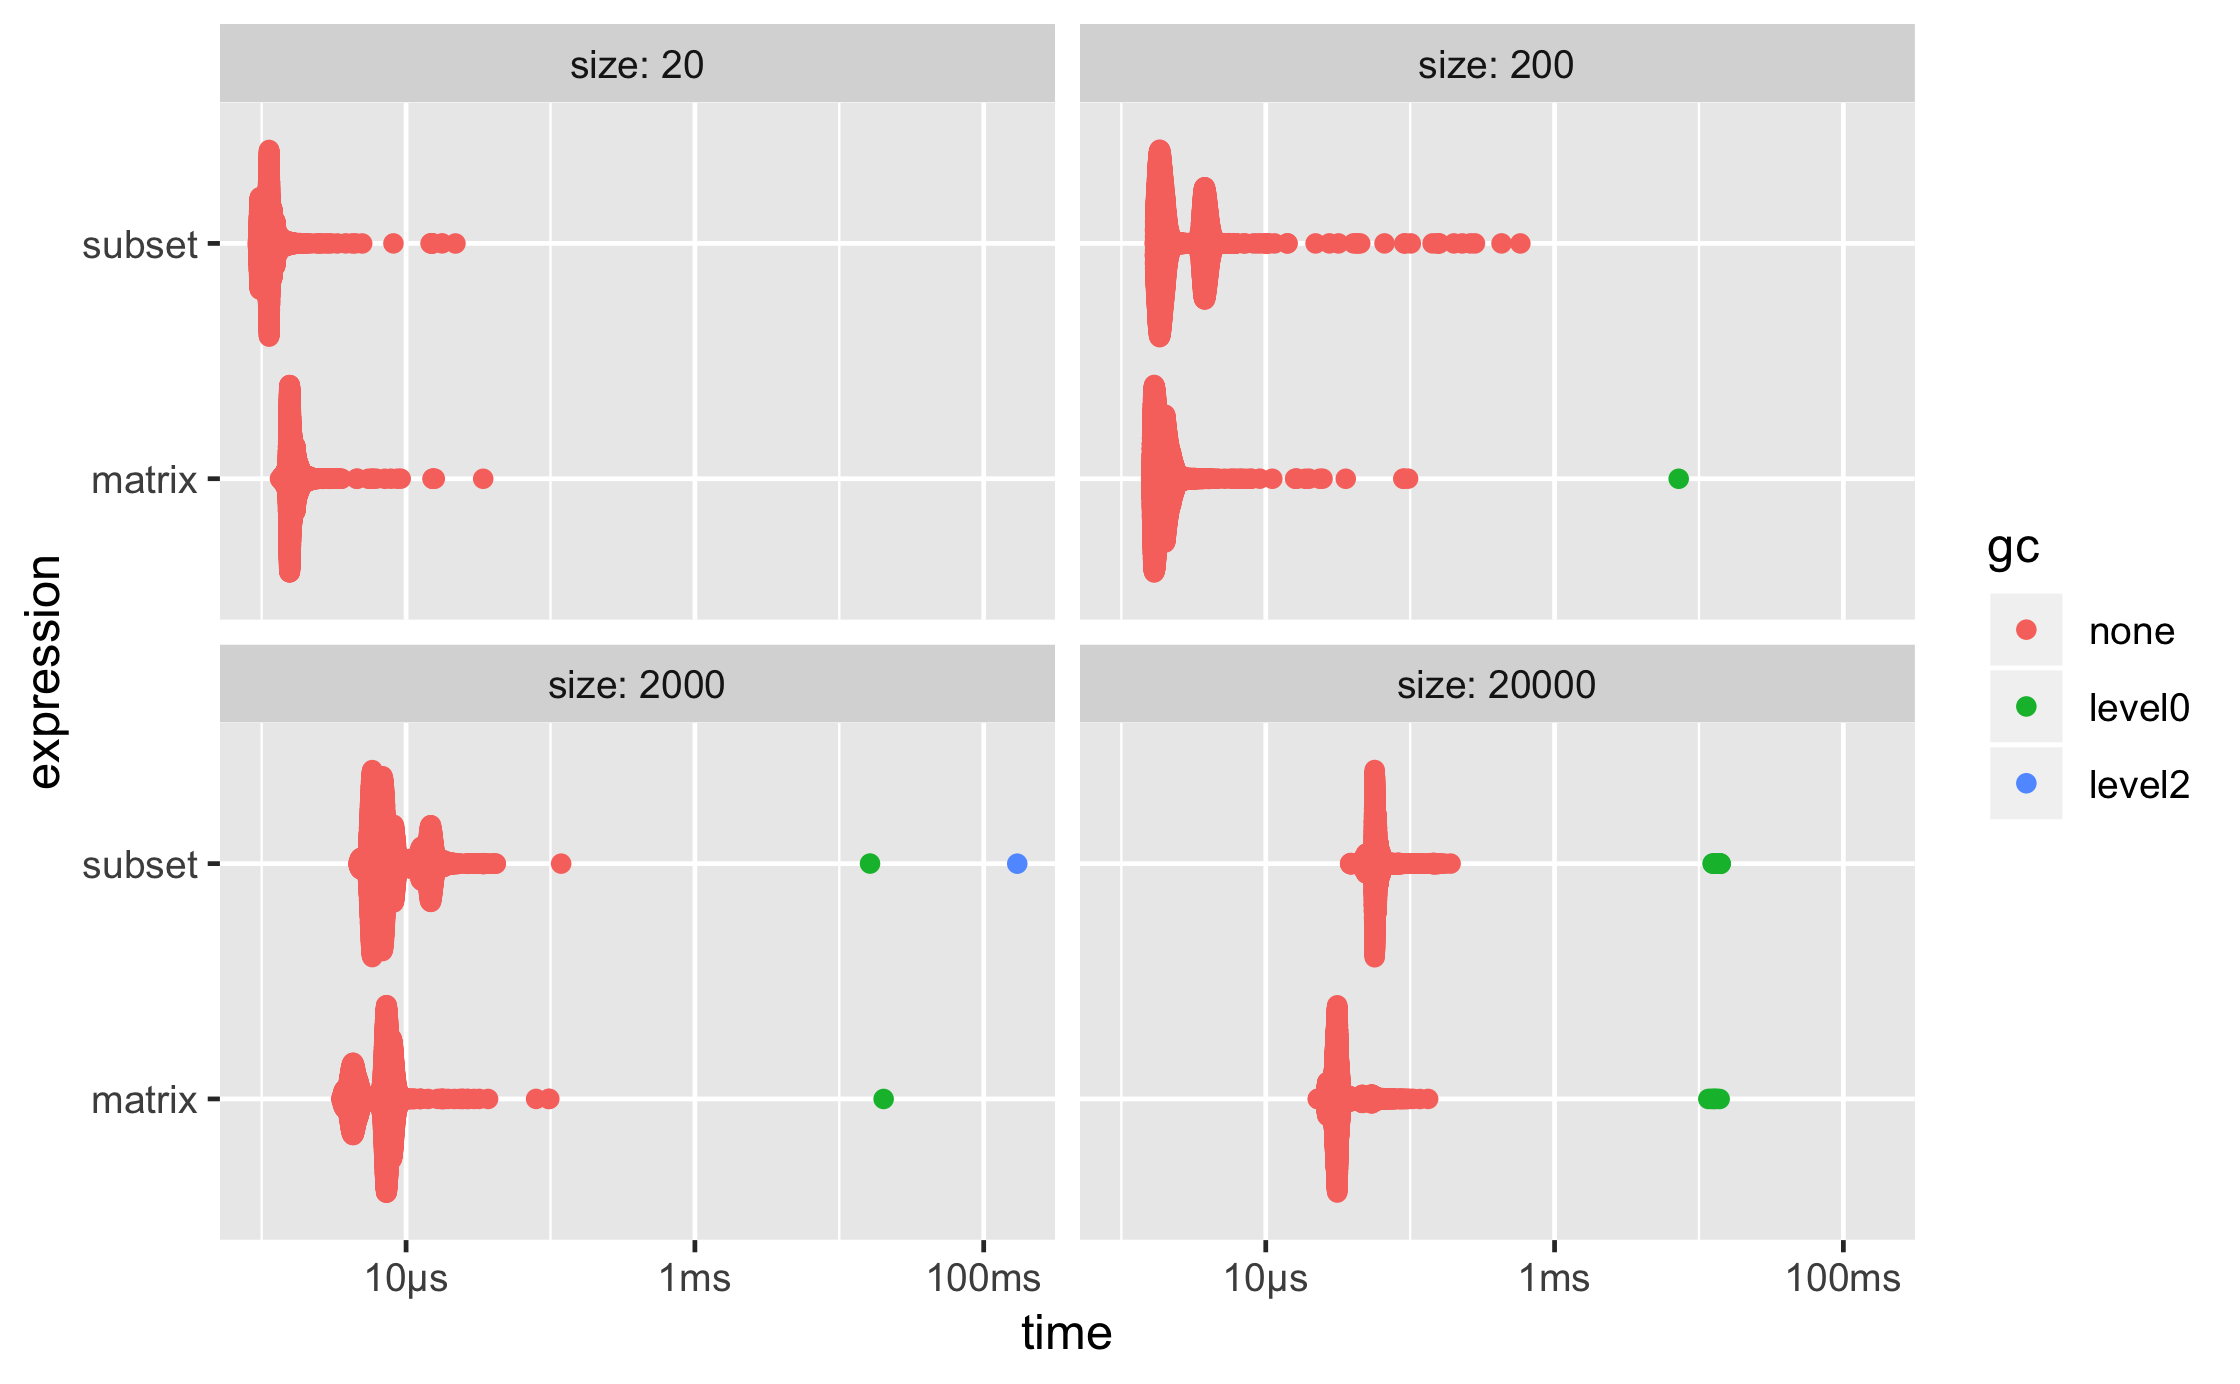 size: 20
size: 200
subset
matrix
size: 2000
size: 20000
subset
matrix
10µs
1ms
100ms
10µs
1ms
100ms
time
expression
gc
none
level0
level2